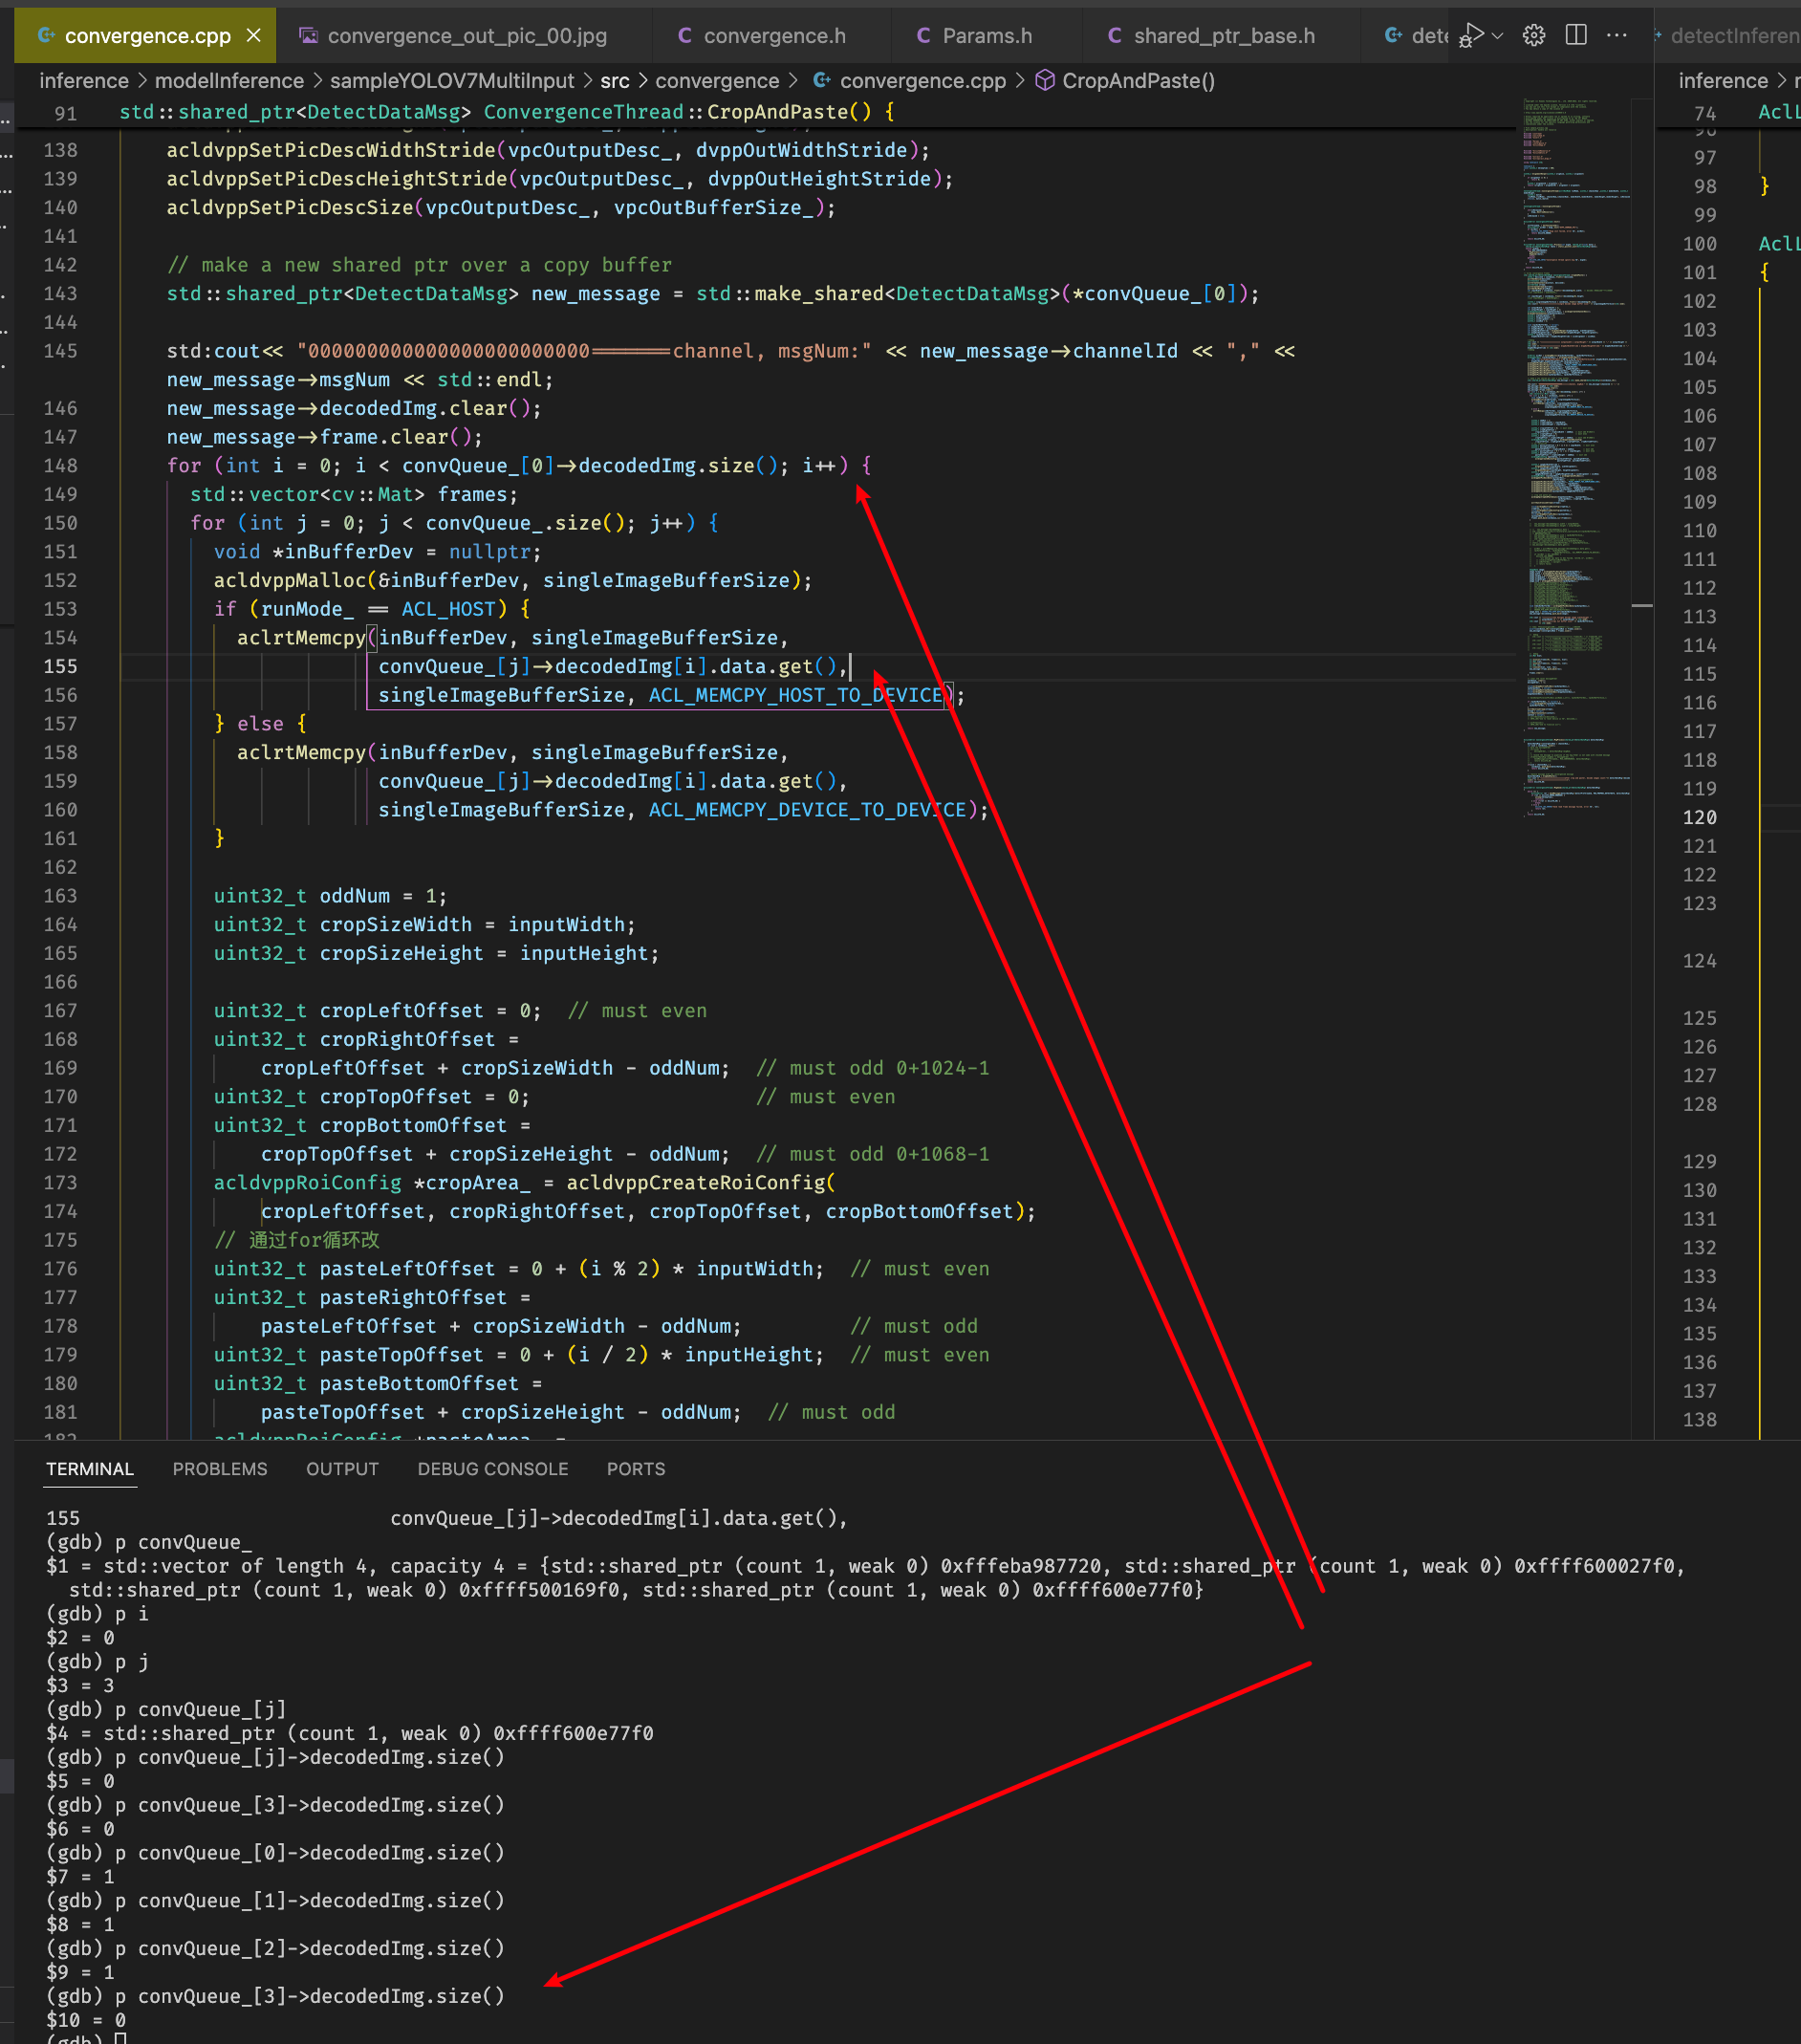 convergence.cpp
convergence_out_pic_00.jpg
C convergence.h
C Params.h
C shared_ptr_base.h
dete
detectInferen
inference > modelInference > sampleYOLOV7MultiInput > src > convergence > convergence.cpp > CropAndPaste()
inference >
91 std::shared_ptr<DetectDataMsg> ConvergenceThread::CropAndPaste() {
138 acldvppSetPicDescWidthStride(vpcOutputDesc_, dvppOutWidthStride);
139 acldvppSetPicDescHeightStride(vpcOutputDesc_, dvppOutHeightStride);
140 acldvppSetPicDescSize(vpcOutputDesc_, vpcOutBufferSize_);
141
142 // make a new shared ptr over a copy buffer
143 std::shared_ptr<DetectDataMsg> new_message = std::make_shared<DetectDataMsg>(*convQueue_[0]);
144
145 std:cout<< "000000000000000000000000=======channel, msgNum:" << new_message->channelId << "," <<
new_message->msgNum << std::endl;
146 new_message->decodedImg.clear();
147 new_message->frame.clear();
148 for (int i = 0; i < convQueue_[0]->decodedImg.size(); i++) {
149 std::vector<cv::Mat> frames;
150 for (int j = 0; j < convQueue_.size(); j++) {
151 void *inBufferDev = nullptr;
152 acldvppMalloc(&inBufferDev, singleImageBufferSize);
153 if (runMode_ == ACL_HOST) {
154 aclrtMemcpy(inBufferDev, singleImageBufferSize,
155 convQueue_[j]->decodedImg[i].data.get(),
156 singleImageBufferSize, ACL_MEMCPY_HOST_TO_DEVICE);
157 } else {
158 aclrtMemcpy(inBufferDev, singleImageBufferSize,
159 convQueue_[j]->decodedImg[i].data.get(),
160 singleImageBufferSize, ACL_MEMCPY_DEVICE_TO_DEVICE);
161 }
162
163 uint32_t oddNum = 1;
164 uint32_t cropSizeWidth = inputWidth;
165 uint32_t cropSizeHeight = inputHeight;
166
167 uint32_t cropLeftOffset = 0; // must even
168 uint32_t cropRightOffset =
169 cropLeftOffset + cropSizeWidth - oddNum; // must odd 0+1024-1
170 uint32_t cropTopOffset = 0; // must even
171 uint32_t cropBottomOffset =
172 cropTopOffset + cropSizeHeight - oddNum; // must odd 0+1068-1
173 acldvppRoiConfig *cropArea_ = acldvppCreateRoiConfig(
174 cropLeftOffset, cropRightOffset, cropTopOffset, cropBottomOffset);
175 // 通过for循环改
176 uint32_t pasteLeftOffset = 0 + (i % 2) * inputWidth; // must even
177 uint32_t pasteRightOffset =
178 pasteLeftOffset + cropSizeWidth - oddNum; // must odd
179 uint32_t pasteTopOffset = 0 + (i / 2) * inputHeight; // must even
180 uint32_t pasteBottomOffset =
181 pasteTopOffset + cropSizeHeight - oddNum; // must odd
74 AclL
97
98 }
99
100 AclL
101 {
102
103
104
105
106
107
108
109
110
111
112
113
114
115
116
117
118
119
120
121
122
123
124
125
126
127
128
129
130
131
132
133
134
135
136
137
138
TERMINAL PROBLEMS OUTPUT DEBUG CONSOLE PORTS
155 convQueue_[j]->decodedImg[i].data.get(),
(gdb) p convQueue_
$1 = std::vector of length 4, capacity 4 = {std::shared_ptr (count 1, weak 0) 0xfffeba987720, std::shared_ptr (count 1, weak 0) 0xffff600027f0,
std::shared_ptr (count 1, weak 0) 0xffff500169f0, std::shared_ptr (count 1, weak 0) 0xffff600e77f0}
(gdb) p i
$2 = 0
(gdb) p j
$3 = 3
(gdb) p convQueue_[j]
$4 = std::shared_ptr (count 1, weak 0) 0xffff600e77f0
(gdb) p convQueue_[j]->decodedImg.size()
$5 = 0
(gdb) p convQueue_[3]->decodedImg.size()
$6 = 0
(gdb) p convQueue_[0]->decodedImg.size()
$7 = 1
(gdb) p convQueue_[1]->decodedImg.size()
$8 = 1
(gdb) p convQueue_[2]->decodedImg.size()
$9 = 1
(gdb) p convQueue_[3]->decodedImg.size()
$10 = 0
(gdb)